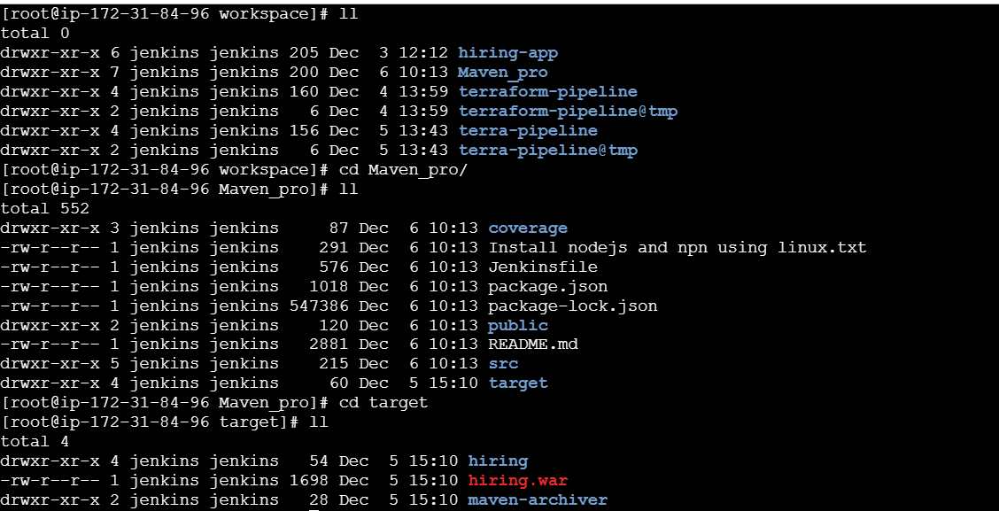 [root@ip-172-31-84-96 workspace]# ll
total 0
drwxr-xr-x 6 jenkins jenkins 205 Dec  3 12:12 hiring-app
drwxr-xr-x 7 jenkins jenkins 200 Dec  6 10:13 Maven_pro
drwxr-xr-x 4 jenkins jenkins 160 Dec  4 13:59 terraform-pipeline
drwxr-xr-x 2 jenkins jenkins   6 Dec  4 13:59 terraform-pipeline@tmp
drwxr-xr-x 4 jenkins jenkins 156 Dec  5 13:43 terra-pipeline
drwxr-xr-x 2 jenkins jenkins   6 Dec  5 13:43 terra-pipeline@tmp
[root@ip-172-31-84-96 workspace]# cd Maven_pro/
[root@ip-172-31-84-96 Maven_pro]# ll
total 552
drwxr-xr-x 3 jenkins jenkins     87 Dec  6 10:13 coverage
-rw-r--r-- 1 jenkins jenkins    291 Dec  6 10:13 Install nodejs and npn using linux.txt
-rw-r--r-- 1 jenkins jenkins    576 Dec  6 10:13 Jenkinsfile
-rw-r--r-- 1 jenkins jenkins   1018 Dec  6 10:13 package.json
-rw-r--r-- 1 jenkins jenkins 547386 Dec  6 10:13 package-lock.json
drwxr-xr-x 2 jenkins jenkins    120 Dec  6 10:13 public
-rw-r--r-- 1 jenkins jenkins   2881 Dec  6 10:13 README.md
drwxr-xr-x 5 jenkins jenkins    215 Dec  6 10:13 src
drwxr-xr-x 4 jenkins jenkins     60 Dec  5 15:10 target
[root@ip-172-31-84-96 Maven_pro]# cd target
[root@ip-172-31-84-96 target]# ll
total 4
drwxr-xr-x 4 jenkins jenkins   54 Dec  5 15:10 hiring
-rw-r--r-- 1 jenkins jenkins 1698 Dec  5 15:10 hiring.war
drwxr-xr-x 2 jenkins jenkins   28 Dec  5 15:10 maven-archiver